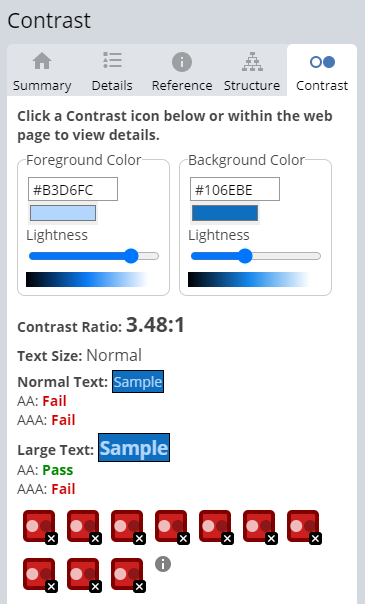 Contrast
Summary Details Reference Structure Contrast
Click a Contrast icon below or within the web
page to view details.
Foreground Color Background Color
#B3D6FC #106EBE
Lightness Lightness
Contrast Ratio: 3.48:1
Text Size: Normal
Normal Text: Sample
AA: Fail
AAA: Fail
Large Text: Sample
AA: Pass
AAA: Fail